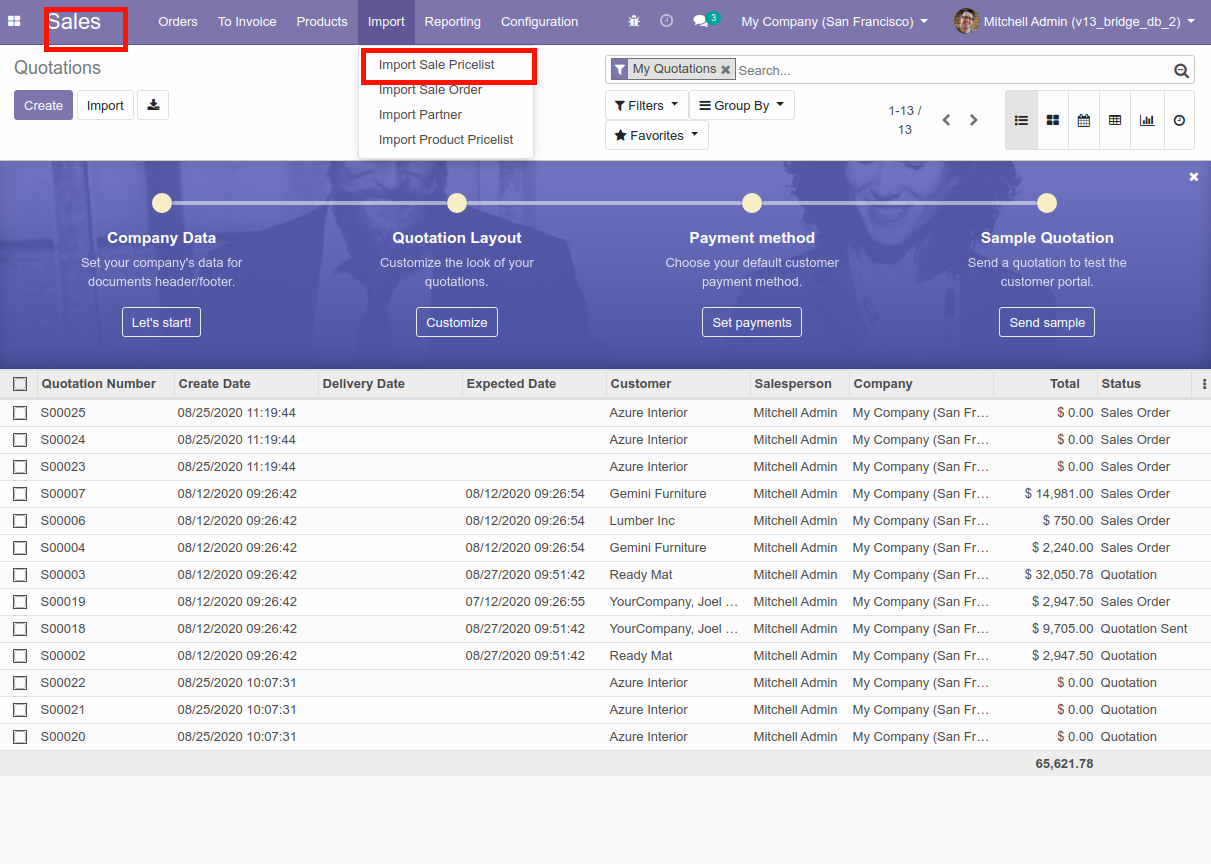 Sales Orders To Invoice Products Import Reporting Configuration 3 My Company (San Francisco) Mitchell Admin (v13_bridge_db_2)
Quotations
Create Import
Import Sale Pricelist
Import Sale Order
Import Partner
Import Product Pricelist
My Quotations Search...
Filters Group By
Favorites
1-13 /
13
Company Data
Set your company's data for
documents header/footer.
Let's start!
Quotation Layout
Customize the look of your
quotations.
Customize
Payment method
Choose your default customer
payment method.
Set payments
Sample Quotation
Send a quotation to test the
customer portal.
Send sample
Quotation Number Create Date Delivery Date Expected Date Customer Salesperson Company Total Status
S00025 08/25/2020 11:19:44 Azure Interior Mitchell Admin My Company (San Fr... $ 0.00 Sales Order
S00024 08/25/2020 11:19:44 Azure Interior Mitchell Admin My Company (San Fr... $ 0.00 Sales Order
S00023 08/25/2020 11:19:44 Azure Interior Mitchell Admin My Company (San Fr... $ 0.00 Sales Order
S00007 08/12/2020 09:26:42 08/12/2020 09:26:54 Gemini Furniture Mitchell Admin My Company (San Fr... $ 14,981.00 Sales Order
S00006 08/12/2020 09:26:42 08/12/2020 09:26:54 Lumber Inc Mitchell Admin My Company (San Fr... $ 750.00 Sales Order
S00004 08/12/2020 09:26:42 08/12/2020 09:26:54 Gemini Furniture Mitchell Admin My Company (San Fr... $ 2,240.00 Sales Order
S00003 08/12/2020 09:26:42 08/27/2020 09:51:42 Ready Mat Mitchell Admin My Company (San Fr... $ 32,050.78 Quotation
S00019 08/12/2020 09:26:42 07/12/2020 09:26:55 YourCompany, Joel ... Mitchell Admin My Company (San Fr... $ 2,947.50 Sales Order
S00018 08/12/2020 09:26:42 08/27/2020 09:51:42 YourCompany, Joel ... Mitchell Admin My Company (San Fr... $ 9,705.00 Quotation Sent
S00002 08/12/2020 09:26:42 08/27/2020 09:51:42 Ready Mat Mitchell Admin My Company (San Fr... $ 2,947.50 Quotation
S00022 08/25/2020 10:07:31 Azure Interior Mitchell Admin My Company (San Fr... $ 0.00 Quotation
S00021 08/25/2020 10:07:31 Azure Interior Mitchell Admin My Company (San Fr... $ 0.00 Quotation
S00020 08/25/2020 10:07:31 Azure Interior Mitchell Admin My Company (San Fr... $ 0.00 Quotation
65,621.78